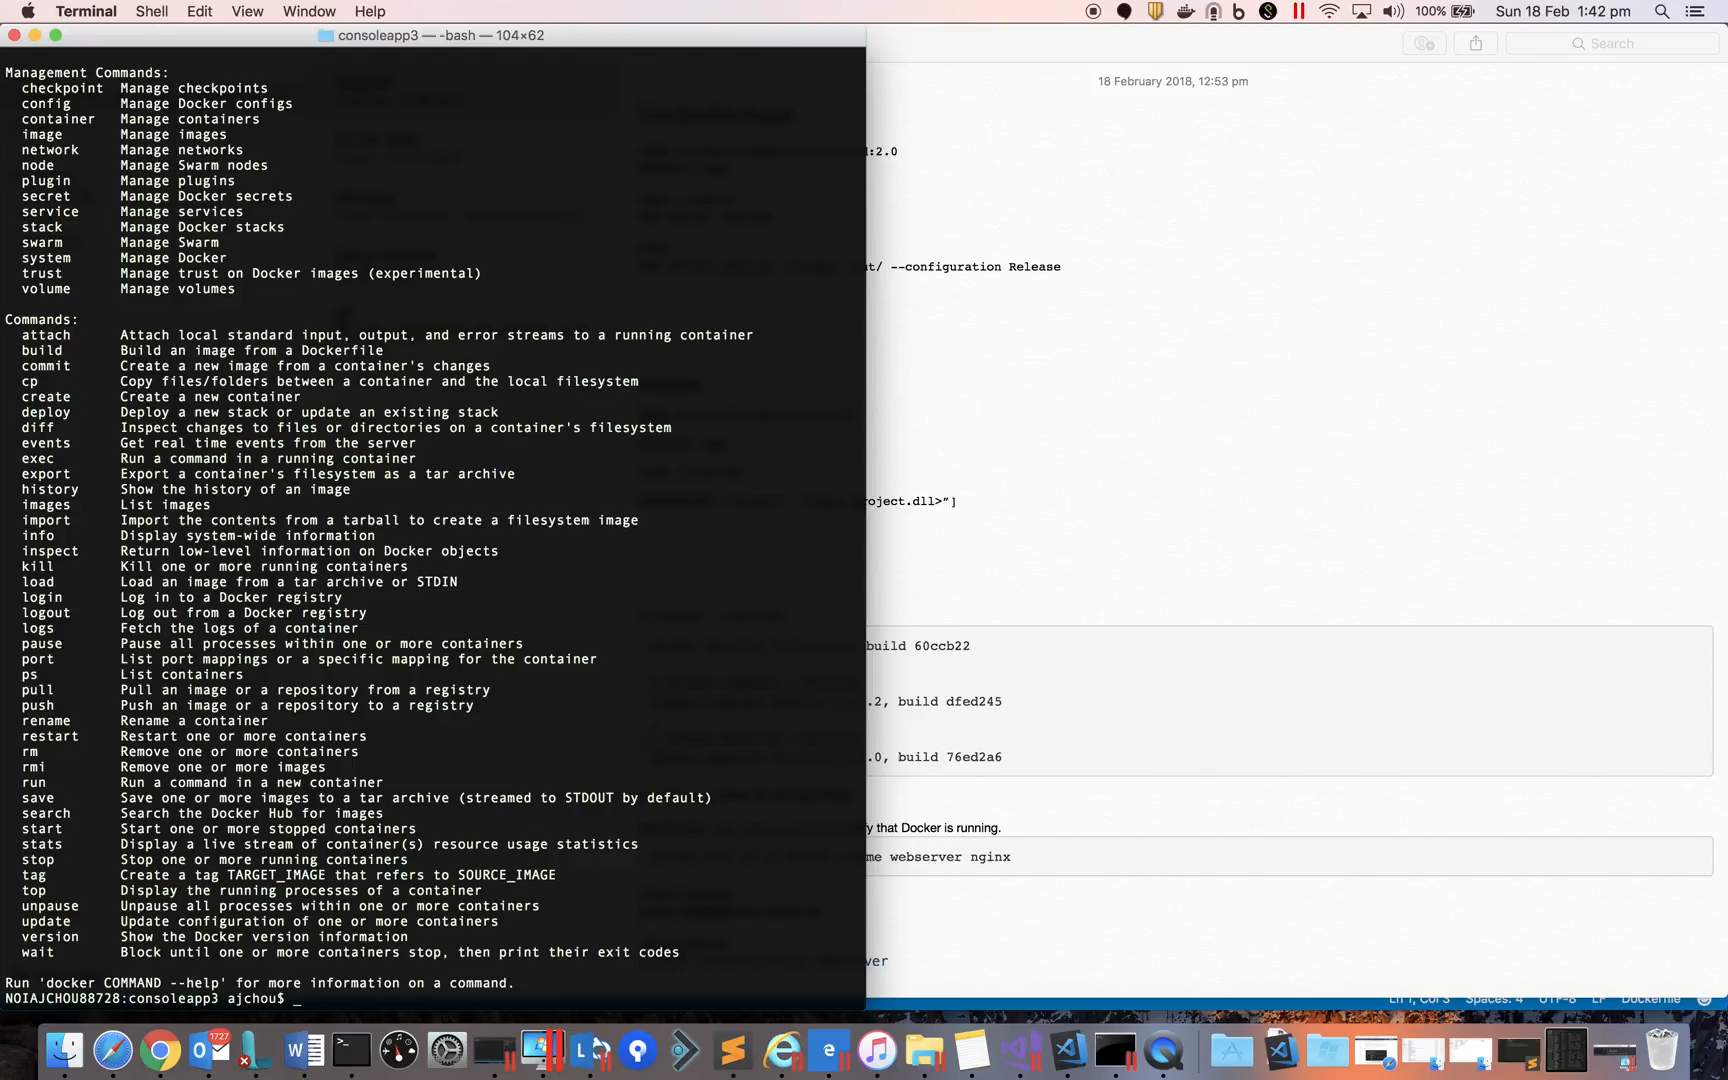 Terminal Shell Edit View Window Help 100% Sun 18 Feb 1:42 pm
consoleapp3 — -bash — 104×62
Search
18 February 2018, 12:53 pm
Management Commands:
checkpoint Manage checkpoints
config Manage Docker configs
container Manage containers
image Manage images
network Manage networks
node Manage Swarm nodes
plugin Manage plugins
secret Manage Docker secrets
service Manage services
stack Manage Docker stacks
swarm Manage Swarm
system Manage Docker
trust Manage trust on Docker images (experimental)
volume Manage volumes
Commands:
attach Attach local standard input, output, and error streams to a running container
build Build an image from a Dockerfile
commit Create a new image from a container's changes
cp Copy files/folders between a container and the local filesystem
create Create a new container
deploy Deploy a new stack or update an existing stack
diff Inspect changes to files or directories on a container's filesystem
events Get real time events from the server
exec Run a command in a running container
export Export a container's filesystem as a tar archive
history Show the history of an image
images List images
import Import the contents from a tarball to create a filesystem image
info Display system-wide information
inspect Return low-level information on Docker objects
kill Kill one or more running containers
load Load an image from a tar archive or STDIN
login Log in to a Docker registry
logout Log out from a Docker registry
logs Fetch the logs of a container
pause Pause all processes within one or more containers
port List port mappings or a specific mapping for the container
ps List containers
pull Pull an image or a repository from a registry
push Push an image or a repository to a registry
rename Rename a container
restart Restart one or more containers
rm Remove one or more containers
rmi Remove one or more images
run Run a command in a new container
save Save one or more images to a tar archive (streamed to STDOUT by default)
search Search the Docker Hub for images
start Start one or more stopped containers
stats Display a live stream of container(s) resource usage statistics
stop Stop one or more running containers
tag Create a tag TARGET_IMAGE that refers to SOURCE_IMAGE
top Display the running processes of a container
unpause Unpause all processes within one or more containers
update Update configuration of one or more containers
version Show the Docker version information
wait Block until one or more containers stop, then print their exit codes
Run 'docker COMMAND --help' for more information on a command.
NOIAJCHOU88728:consoleapp3 ajchou$ _
:2.0
ut/ --configuration Release
oject.dll>"]
build 60ccb22
.2, build dfed245
.0, build 76ed2a6
fy that Docker is running.
me webserver nginx
ver
Ln 1, Col 3 Spaces: 4 UTF-8 LF Dockerfile
1727